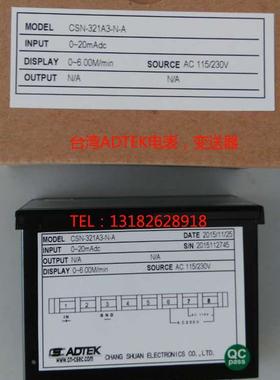 MODEL CSN-321A3-N-A
INPUT 0~20mAdc
DISPLAY 0~6.00M/min SOURCE AC 115/230V
OUTPUT N/A N/A
台湾ADTEK电表,变送器
TEL:13182628918
MODEL CSN-321A3-N-A DATE 2015/11/25
INPUT 0~20mAdc S/N 2015112745
OUTPUT N/A N/A
DISPLAY 0~6.00M/min SOURCE AC 115/230V
1 2 3 4 5 6 7 8
IN
ADTEK
CHANG SHUAN ELECTRONICS CO., LTD.
QC pass